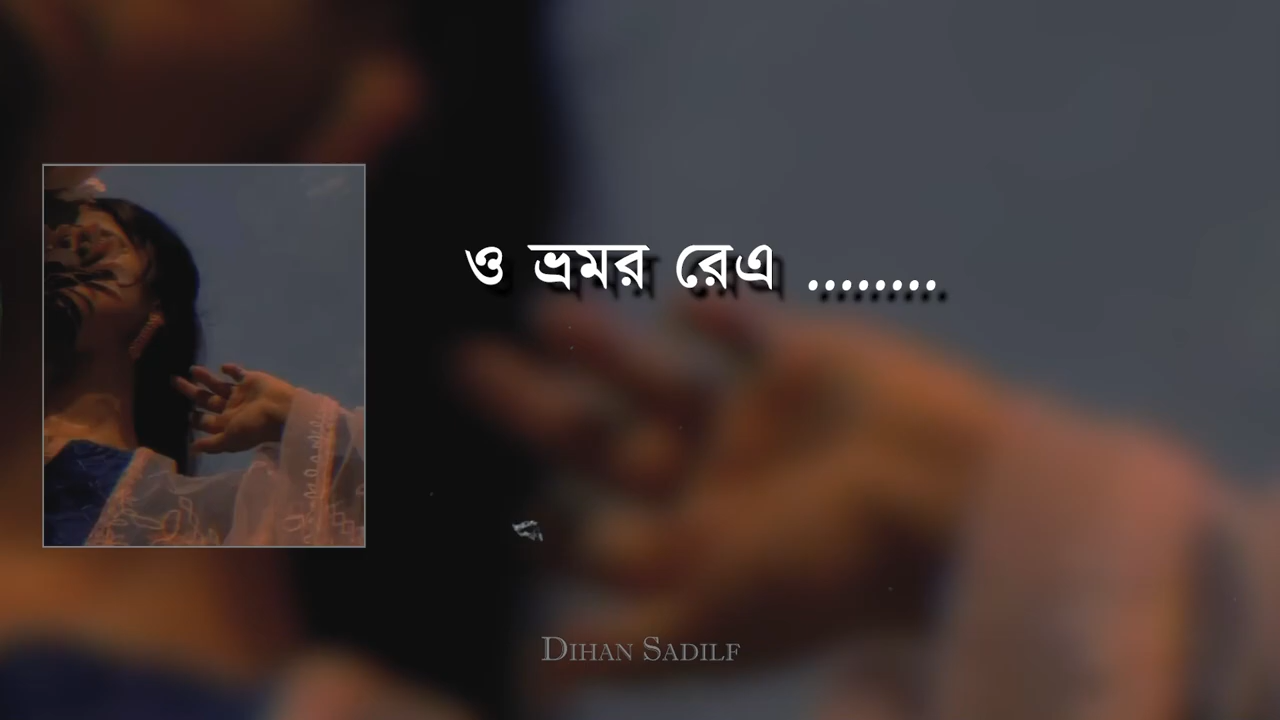 ও ভ্রমর রেএ ........
DIHAN SADILF